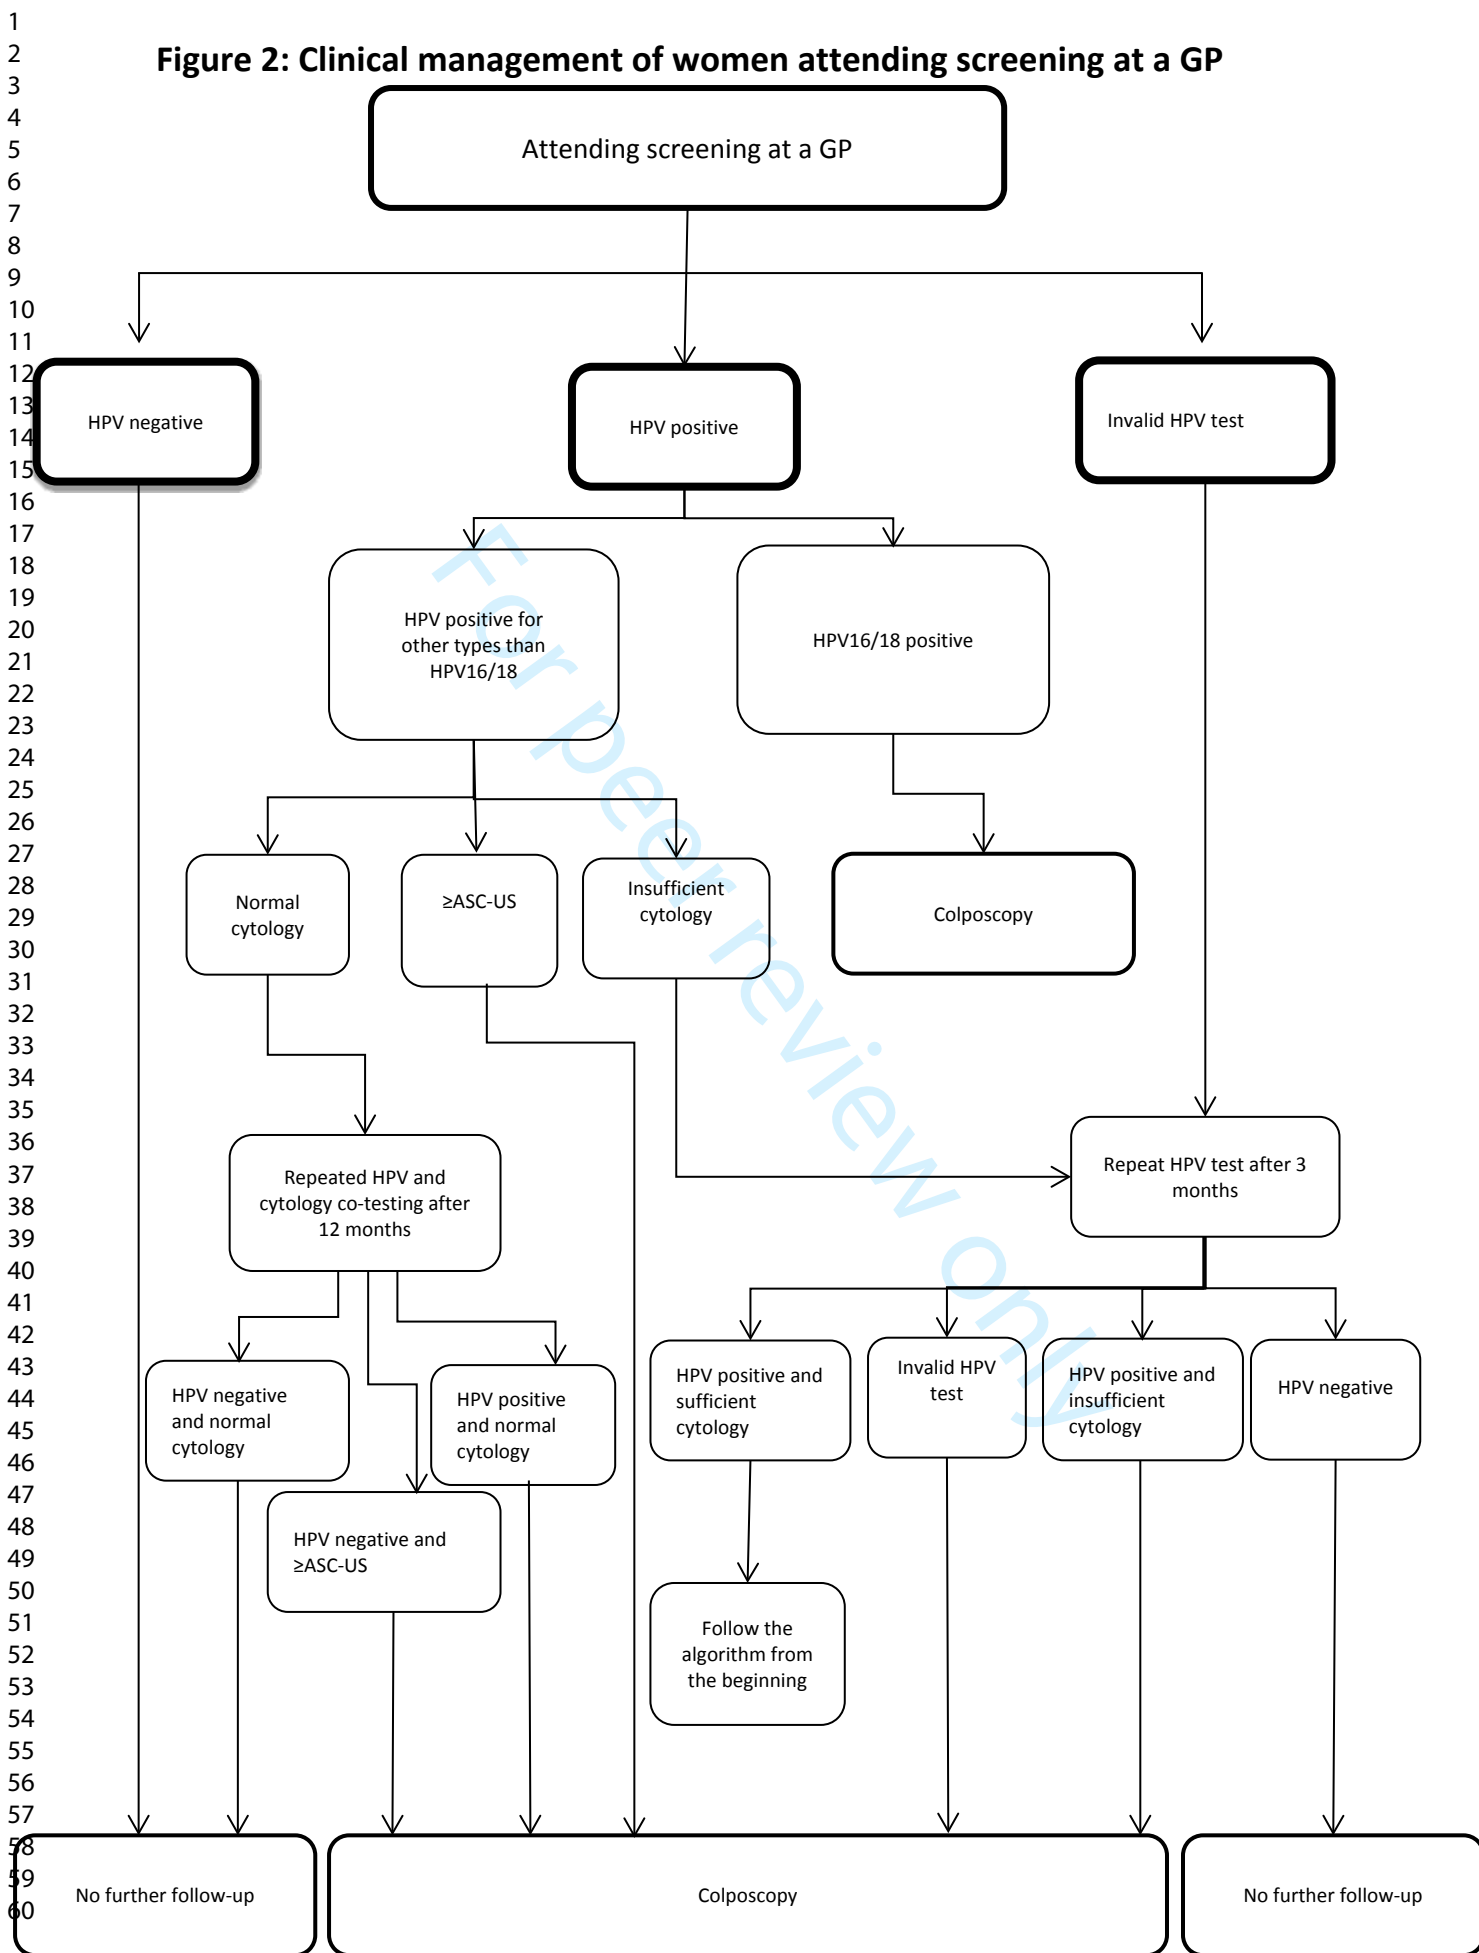 1
2
3
4
5
6
7
8
9
10
11
12
13
14
15
16
17
18
19
20
21
22
23
24
25
26
27
28
29
30
31
32
33
34
35
36
37
38
39
40
41
42
43
44
45
46
47
48
49
50
51
52
53
54
55
56
57
58
59
60
Figure 2: Clinical management of women attending screening at a GP
Attending screening at a GP
HPV negative
HPV positive
Invalid HPV test
HPV positive for
other types than
HPV16/18
HPV16/18 positive
Normal
cytology
≥ASC-US
Insufficient
cytology
Colposcopy
Repeated HPV and
cytology co-testing after
12 months
Repeat HPV test after 3
months
HPV negative
and normal
cytology
HPV positive
and normal
cytology
HPV negative and
≥ASC-US
HPV positive and
sufficient
cytology
Invalid HPV
test
HPV positive and
insufficient
cytology
HPV negative
Follow the
algorithm from
the beginning
No further follow-up
Colposcopy
No further follow-up
For peer review only